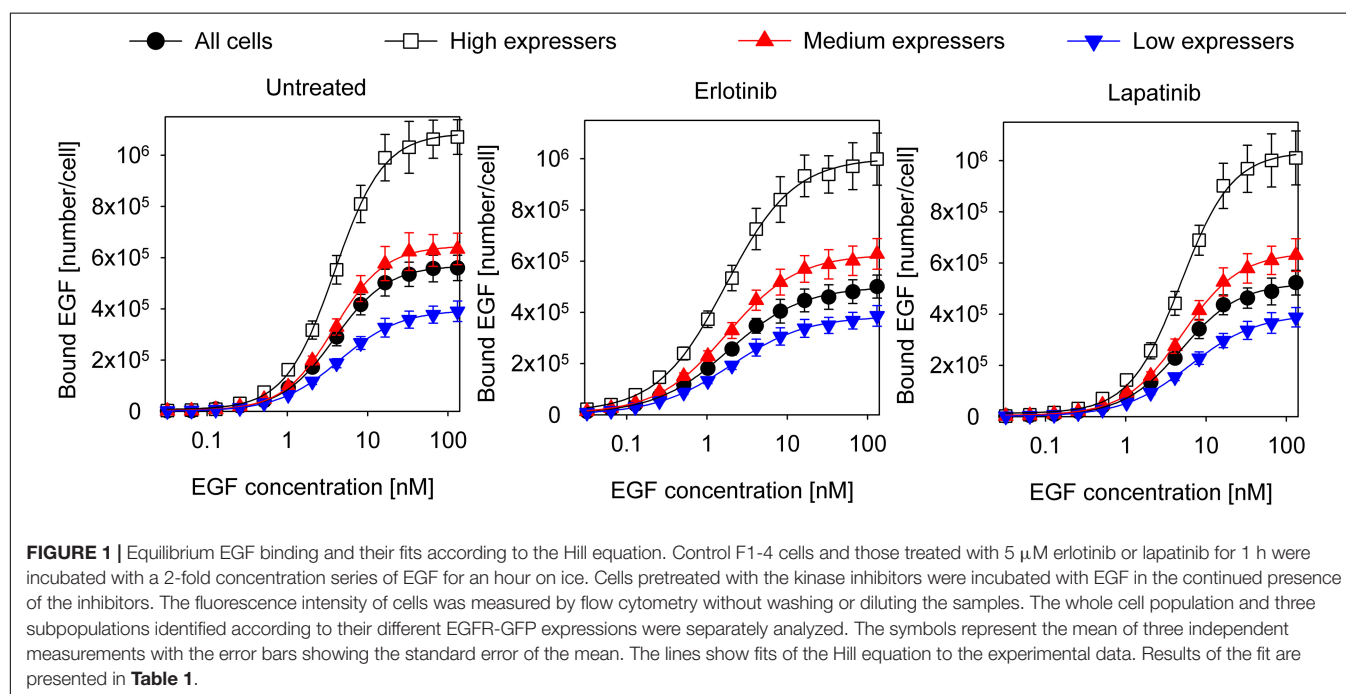 All cells
High expressers
Medium expressers
Low expressers
Untreated
Erlotinib
Lapatinib
Bound EGF [number/cell]
10⁶
8x10⁵
6x10⁵
4x10⁵
2x10⁵
0
0.1
1
10
100
EGF concentration [nM]
Bound EGF [number/cell]
10⁶
8x10⁵
6x10⁵
4x10⁵
2x10⁵
0
0.1
1
10
100
EGF concentration [nM]
Bound EGF [number/cell]
10⁶
8x10⁵
6x10⁵
4x10⁵
2x10⁵
0
0.1
1
10
100
EGF concentration [nM]
FIGURE 1 | Equilibrium EGF binding and their fits according to the Hill equation. Control F1-4 cells and those treated with 5 μM erlotinib or lapatinib for 1 h were
incubated with a 2-fold concentration series of EGF for an hour on ice. Cells pretreated with the kinase inhibitors were incubated with EGF in the continued presence
of the inhibitors. The fluorescence intensity of cells was measured by flow cytometry without washing or diluting the samples. The whole cell population and three
subpopulations identified according to their different EGFR-GFP expressions were separately analyzed. The symbols represent the mean of three independent
measurements with the error bars showing the standard error of the mean. The lines show fits of the Hill equation to the experimental data. Results of the fit are
presented in Table 1.